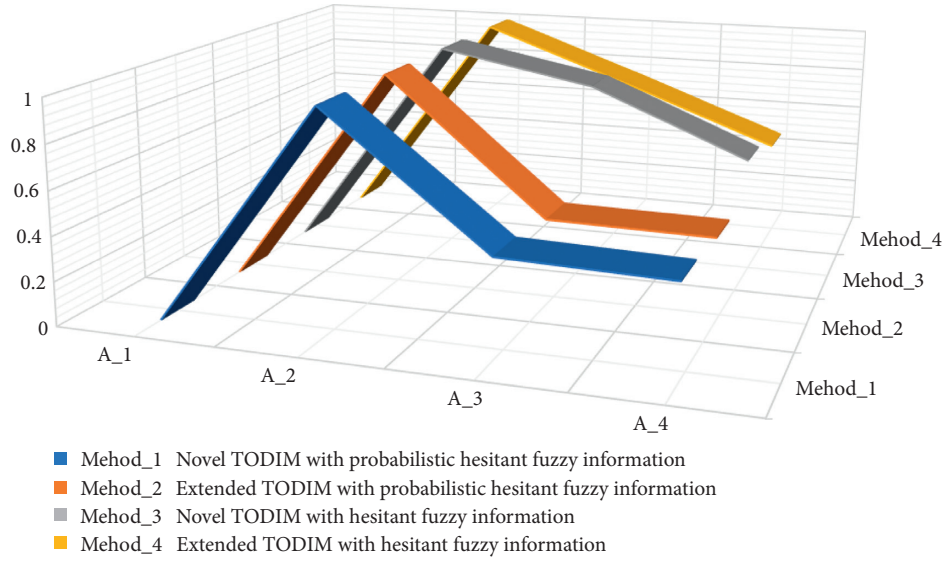 1
0.8
0.6
0.4
0.2
0
A_1
A_2
A_3
A_4
Mehod_4
Mehod_3
Mehod_2
Mehod_1
Mehod_1 Novel TODIM with probabilistic hesitant fuzzy information
Mehod_2 Extended TODIM with probabilistic hesitant fuzzy information
Mehod_3 Novel TODIM with hesitant fuzzy information
Mehod_4 Extended TODIM with hesitant fuzzy information